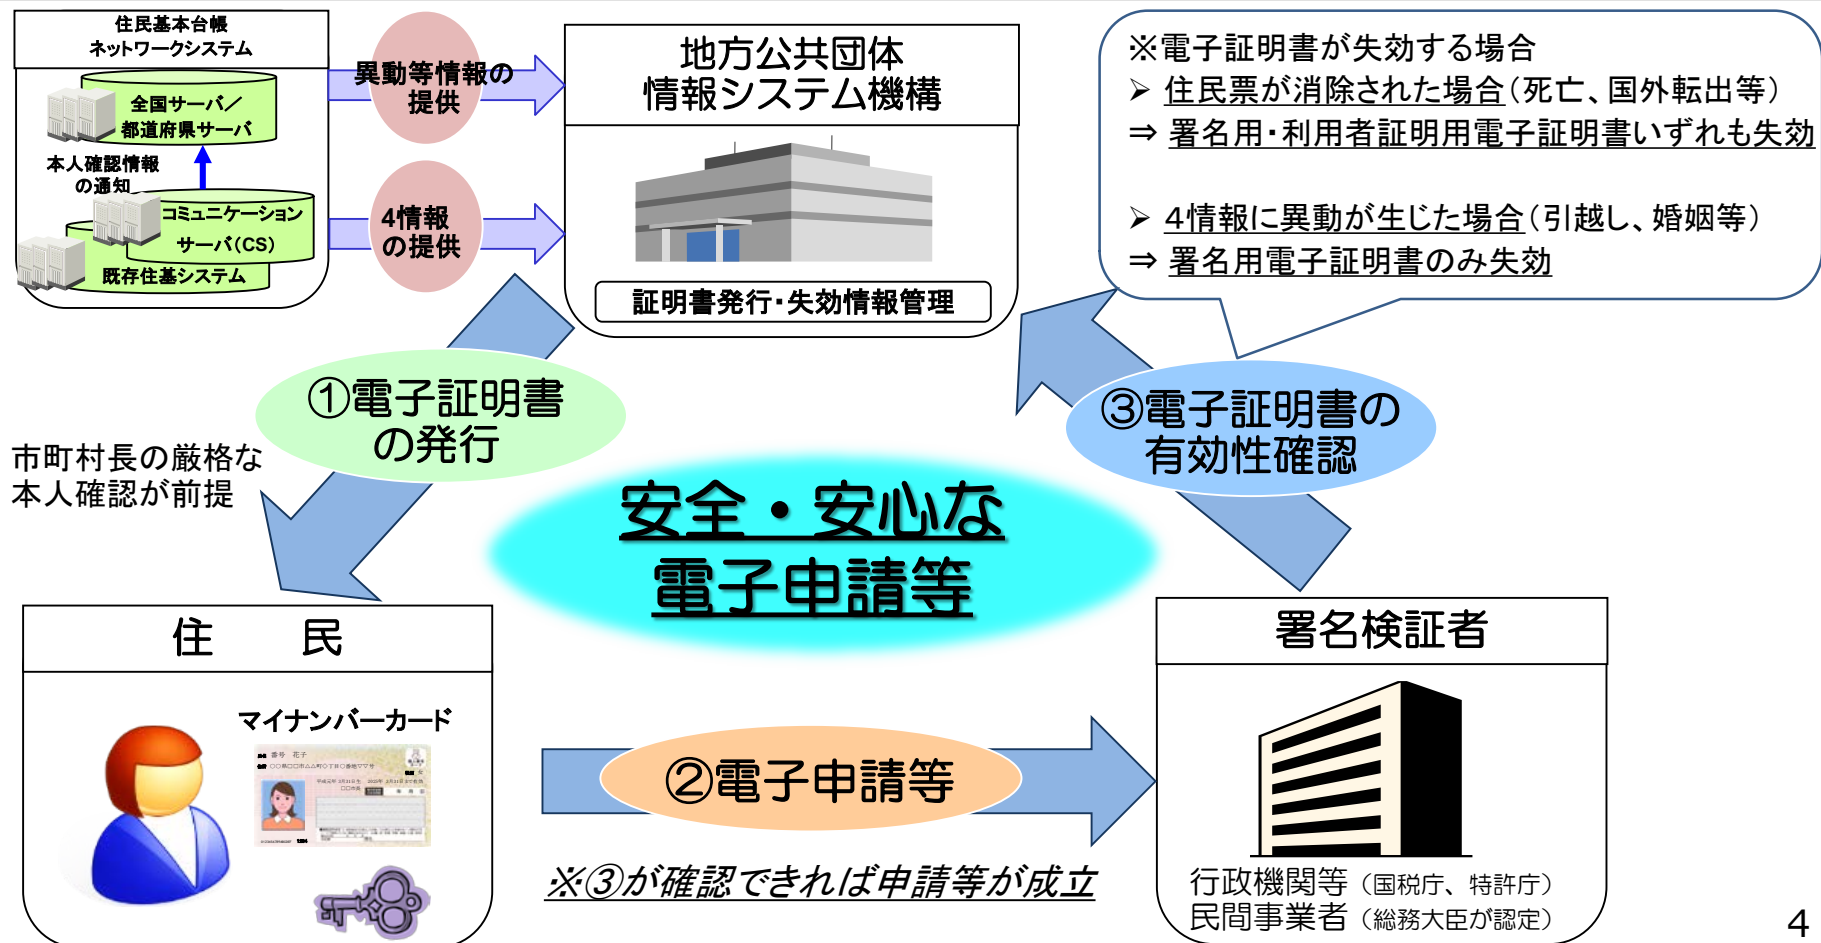 住民基本台帳
ネットワークシステム
全国サーバ／
都道府県サーバ
本人確認情報
の通知
コミュニケーション
サーバ(CS)
既存住基システム
異動等情報の
提供
4情報
の提供
地方公共団体
情報システム機構
証明書発行・失効情報管理
※電子証明書が失効する場合
➢ 住民票が消除された場合(死亡、国外転出等)
⇒ 署名用・利用者証明用電子証明書いずれも失効
➢ 4情報に異動が生じた場合(引越し、婚姻等)
⇒ 署名用電子証明書のみ失効
①電子証明書
の発行
③電子証明書の
有効性確認
市町村長の厳格な
本人確認が前提
安全・安心な
電子申請等
住　民
マイナンバーカード
番号 花子
②電子申請等
※③が確認できれば申請等が成立
署名検証者
行政機関等（国税庁、特許庁）
民間事業者（総務大臣が認定）
4